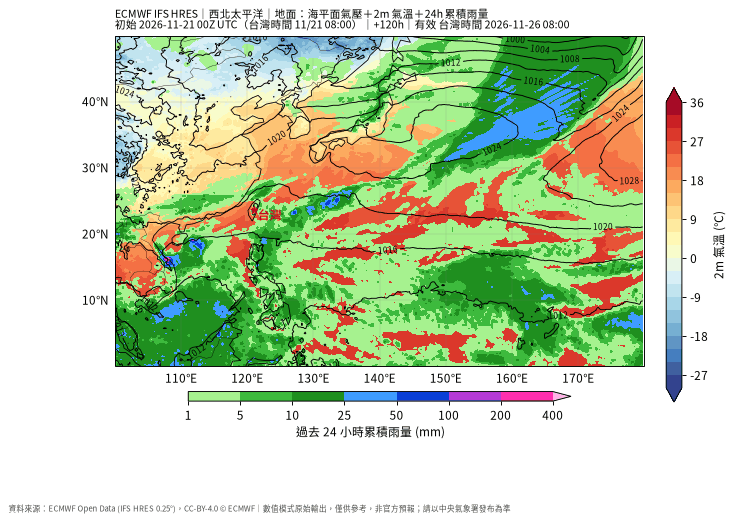 ECMWF IFS HRES｜西北太平洋｜地面：海平面氣壓＋2m 氣溫＋24h 累積雨量
初始 2026-11-21 00Z UTC（台灣時間 11/21 08:00）｜+120h｜有效 台灣時間 2026-11-26 08:00
1000
1004
1008
1012
1016
1024
1020
1024
1024
1028
1020
1016
1012
台灣
40°N
30°N
20°N
10°N
110°E
120°E
130°E
140°E
150°E
160°E
170°E
36
27
18
9
0
-9
-18
-27
2m 氣溫 (°C)
1
5
10
25
50
100
200
400
過去 24 小時累積雨量 (mm)
資料來源：ECMWF Open Data (IFS HRES 0.25°)，CC-BY-4.0 © ECMWF｜數值模式原始輸出，僅供參考，非官方預報；請以中央氣象署發布為準